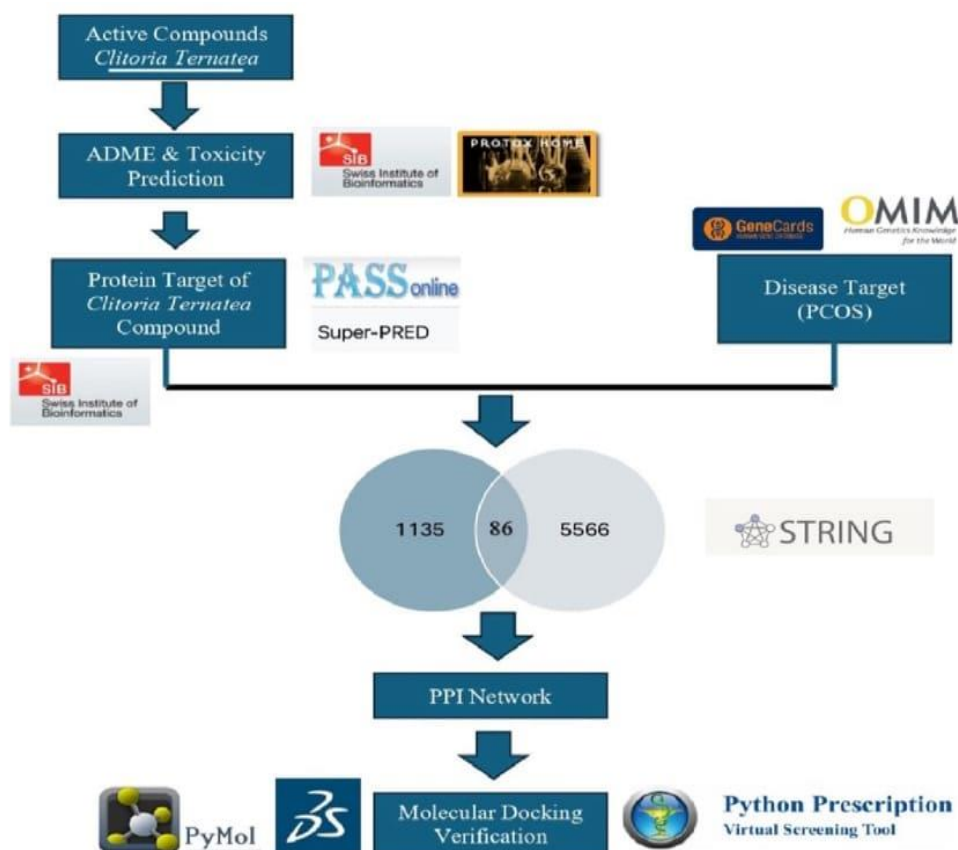 Active Compounds
Clitoria Ternatea
ADME & Toxicity
Prediction
SIB
Swiss Institute of
Bioinformatics
PROTOX HOME
GeneCards
OMIM
Human Genetics Knowledge
for the World
Protein Target of
Clitoria Ternatea
Compound
PASS online
Super-PRED
Disease Target
(PCOS)
SIB
Swiss Institute of
Bioinformatics
1135
86
5566
STRING
PPI Network
PyMol
3S
Molecular Docking
Verification
Python Prescription
Virtual Screening Tool